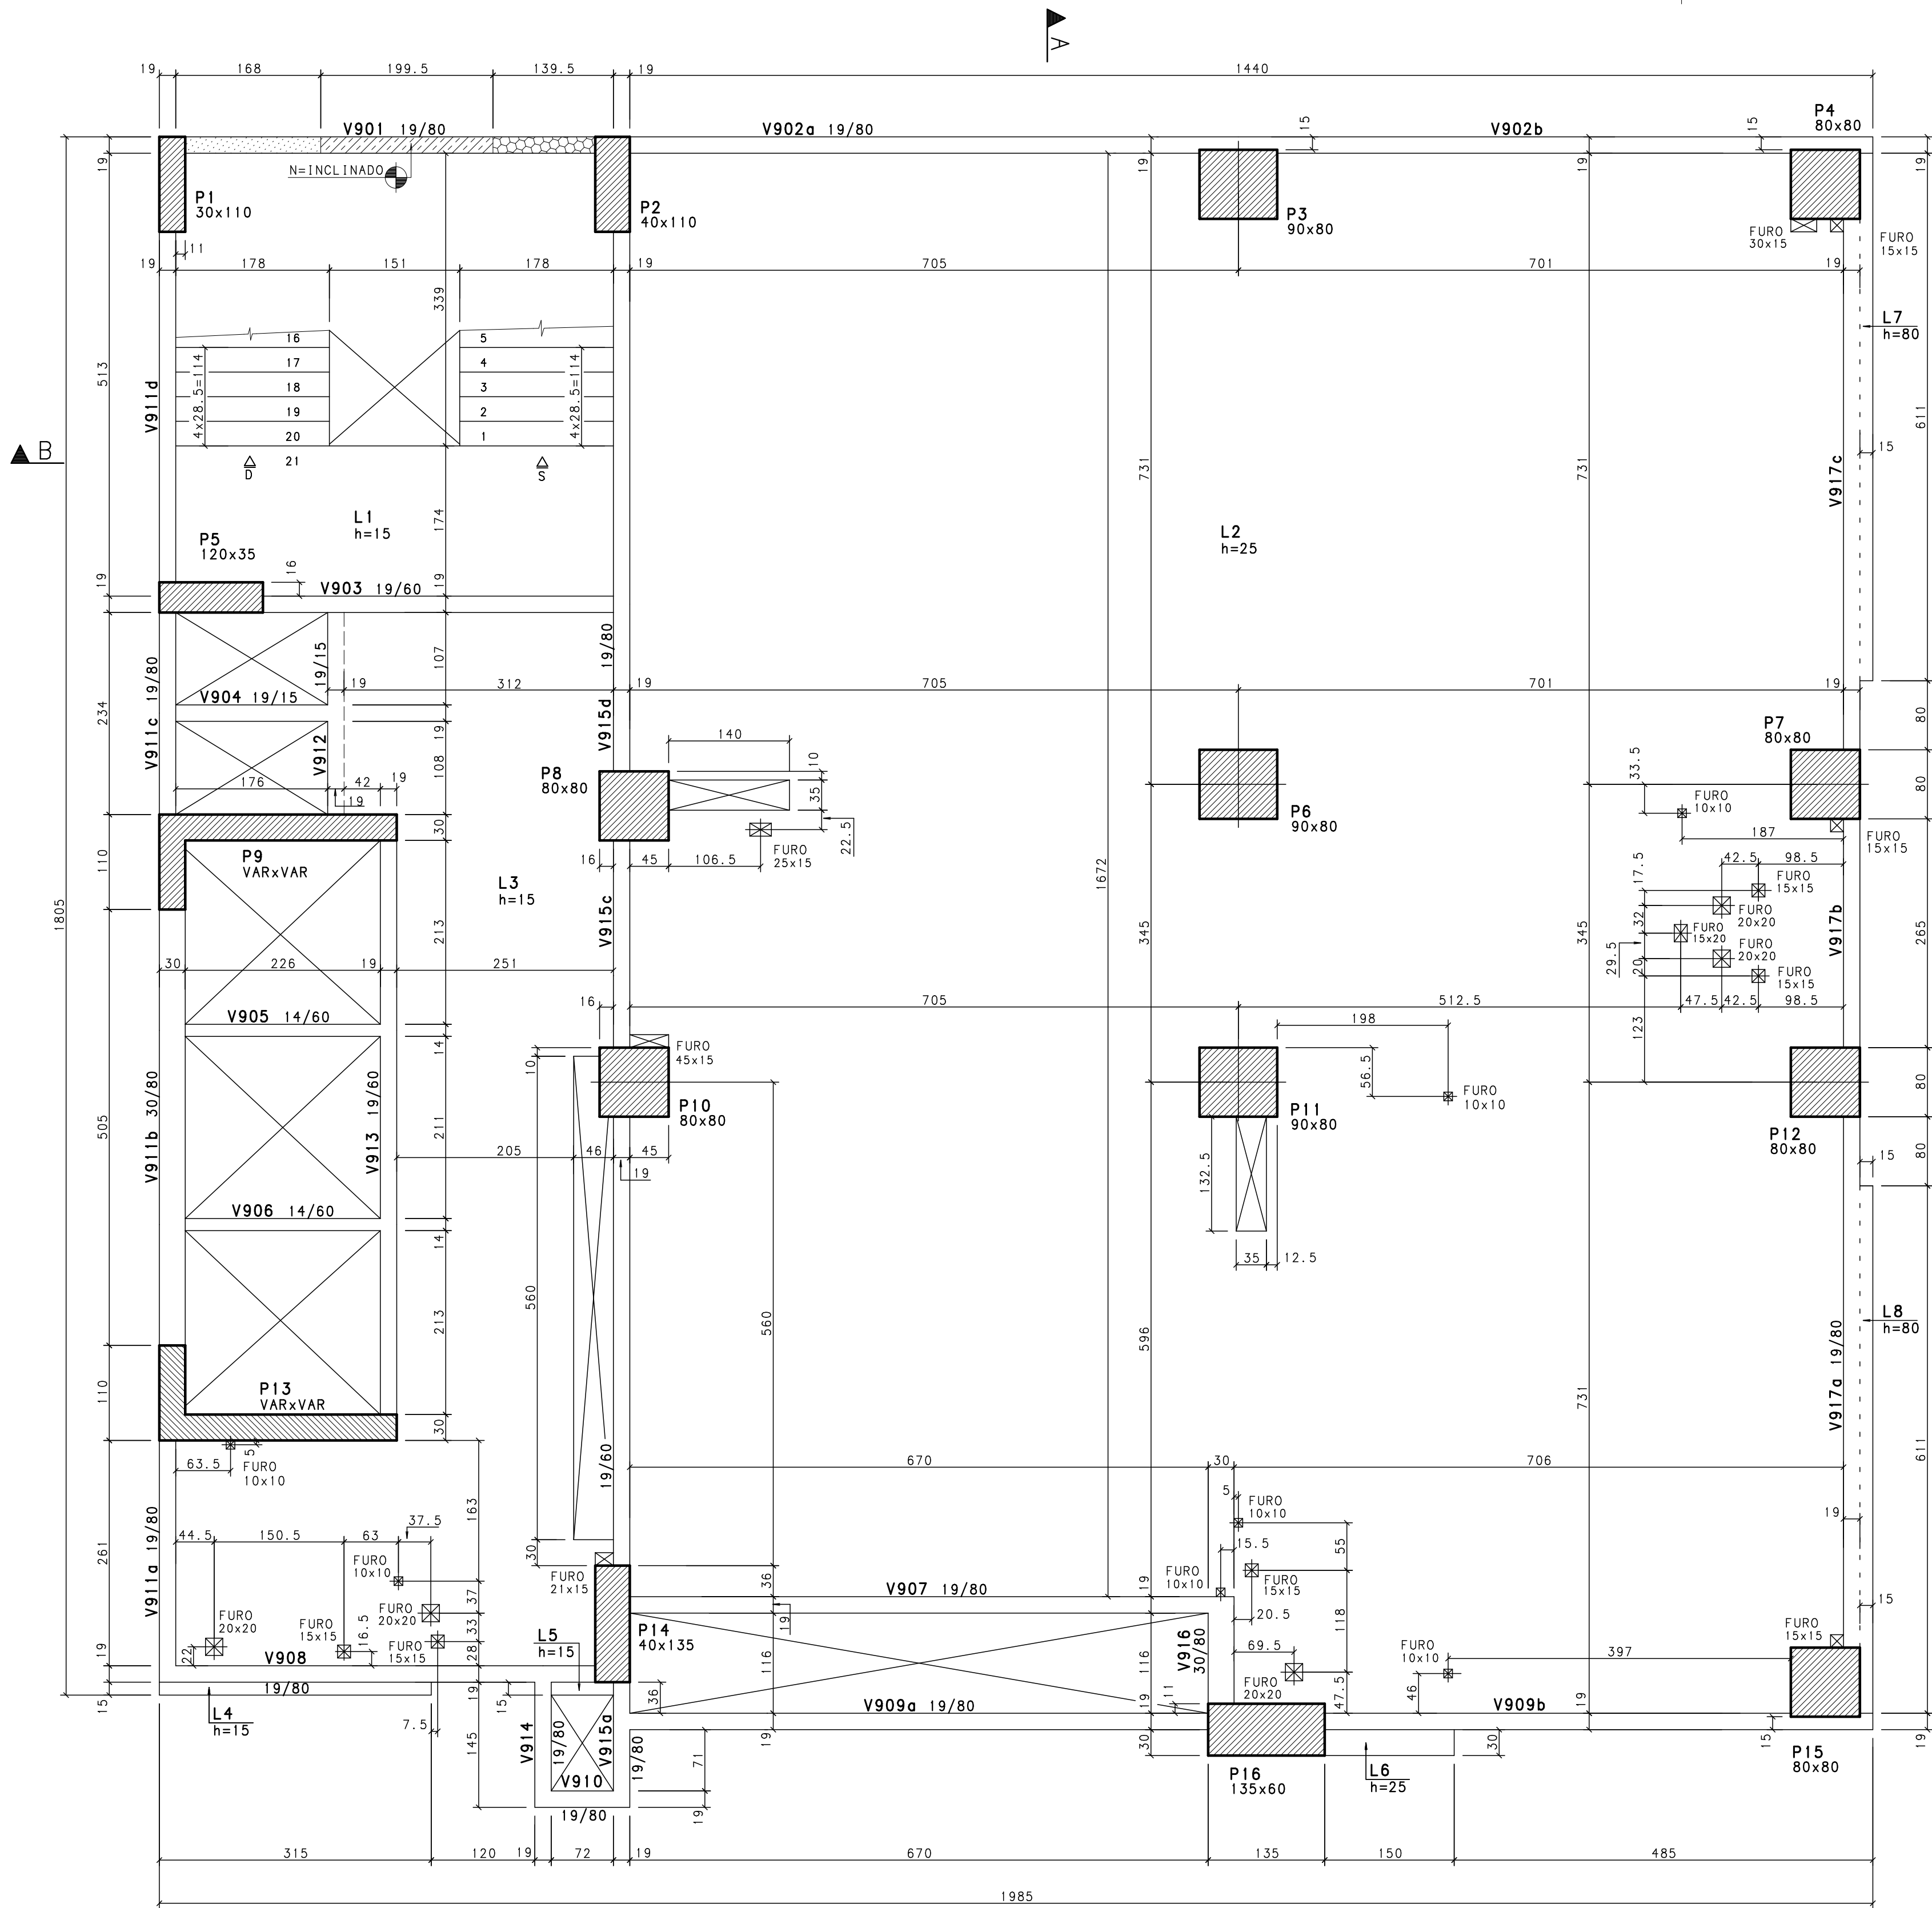 A
19
168
199.5
139.5
19
1440
V901 19/80
V902a 19/80
V902b
P4
80x80
15
15
19
19
19
19
N=INCLINADO
P1
30x110
P2
40x110
P3
90x80
FURO
30x15
FURO
15x15
11
19
178
151
178
19
705
701
19
339
L7
h=80
16
17
18
19
20
21
5
4
3
2
1
4x28.5=114
4x28.5=114
D
S
513
V911d
611
B
15
731
731
V917c
174
L1
h=15
L2
h=25
P5
120x35
16
19
V903 19/60
19
107
19/15
19/80
V904 19/15
19
312
19
705
701
19
234
V911c 19/80
V912
19
108
176
42
19
19
V915d
140
10
35
22.5
P8
80x80
P7
80x80
80
80
33.5
FURO
10x10
P6
90x80
187
FURO
15x15
30
P9
VARxVAR
110
FURO
25x15
16
45
106.5
17.5
42.5
98.5
FURO
15x15
FURO
20x20
32
FURO
15x20
FURO
20x20
29.5
20
FURO
15x15
1805
L3
h=15
1672
V915c
345
345
V917b
265
213
30
226
19
251
16
705
512.5
47.5
42.5
98.5
123
V905 14/60
14
198
FURO
45x15
10
56.5
FURO
10x10
P10
80x80
P11
90x80
P12
80x80
80
80
505
V911b 30/80
V913 19/60
211
205
46
45
19
132.5
15
V906 14/60
14
35
12.5
560
560
596
731
V917a 19/80
L8
h=80
213
110
P13
VARxVAR
30
5
63.5
FURO
10x10
19/60
670
30
706
611
5
FURO
10x10
19
163
37.5
44.5
150.5
63
V911a 19/80
261
15.5
55
30
FURO
10x10
37
FURO
21x15
36
V907 19/80
19
FURO
10x10
FURO
15x15
15
FURO
20x20
FURO
15x15
16.5
FURO
20x20
FURO
15x15
33
28.5
22
19
19
20.5
118
P14
40x135
L5
h=15
V908
19/80
116
V916
30/80
116
69.5
FURO
20x20
FURO
10x10
397
FURO
15x15
46
47.5
11
15
L4
h=15
7.5
19
15
36
V909a 19/80
19
V909b
19
145
V914
19/80
V915a
19/80
V910
19/80
71
19
19
30
P16
135x60
L6
h=25
30
15
P15
80x80
19
315
120
19
72
19
670
135
150
485
1985